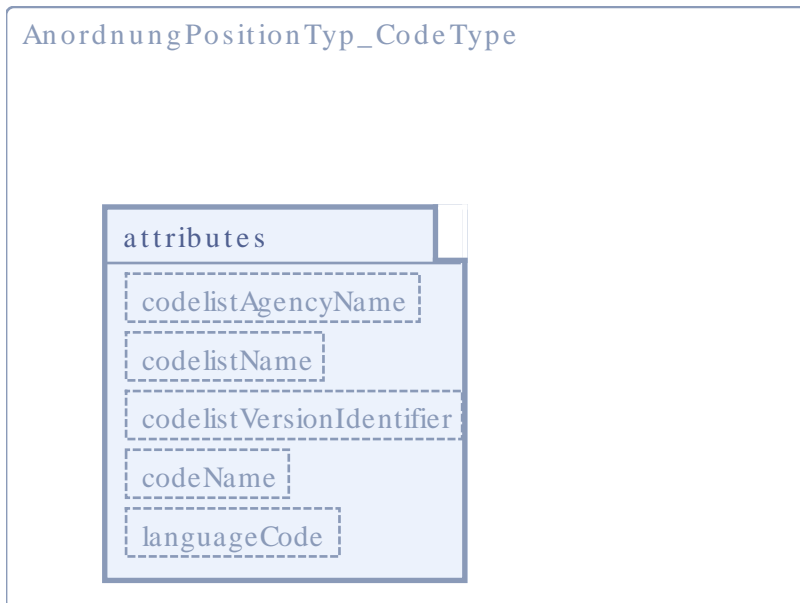 AnordnungPositionTyp_CodeType
attributes
codelistAgencyName
codelistName
codelistVersionIdentifier
codeName
languageCode